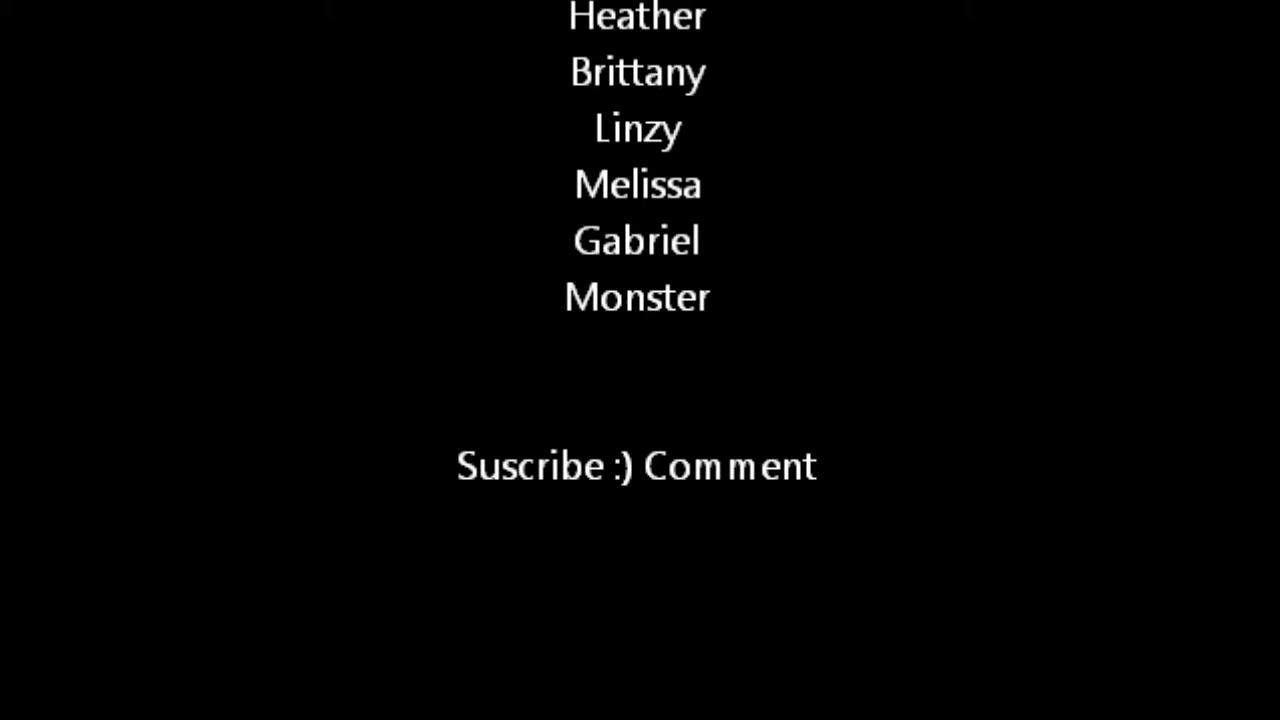 Heather
Brittany
Linzy
Melissa
Gabriel
Monster
Suscribe :) Comment